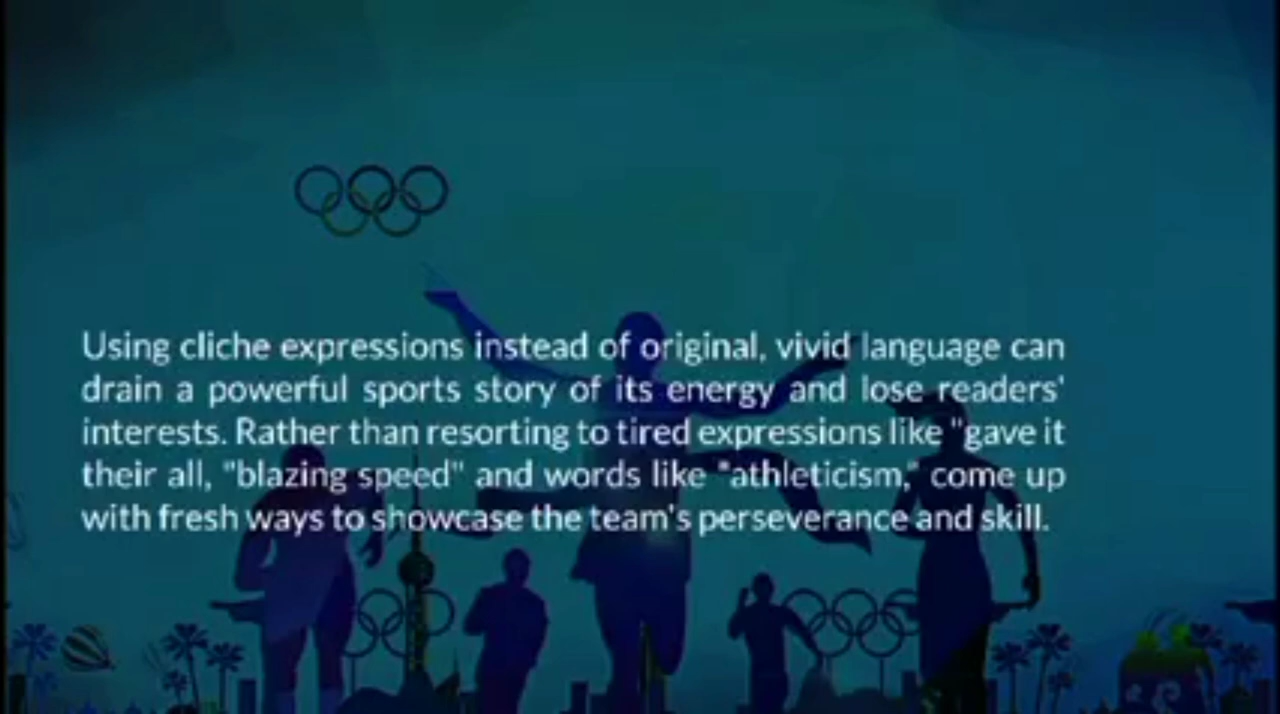 Using cliche expressions instead of original, vivid language can
drain a powerful sports story of its energy and lose readers'
interests. Rather than resorting to tired expressions like "gave it
their all, "blazing speed" and words like "athleticism," come up
with fresh ways to showcase the team's perseverance and skill.